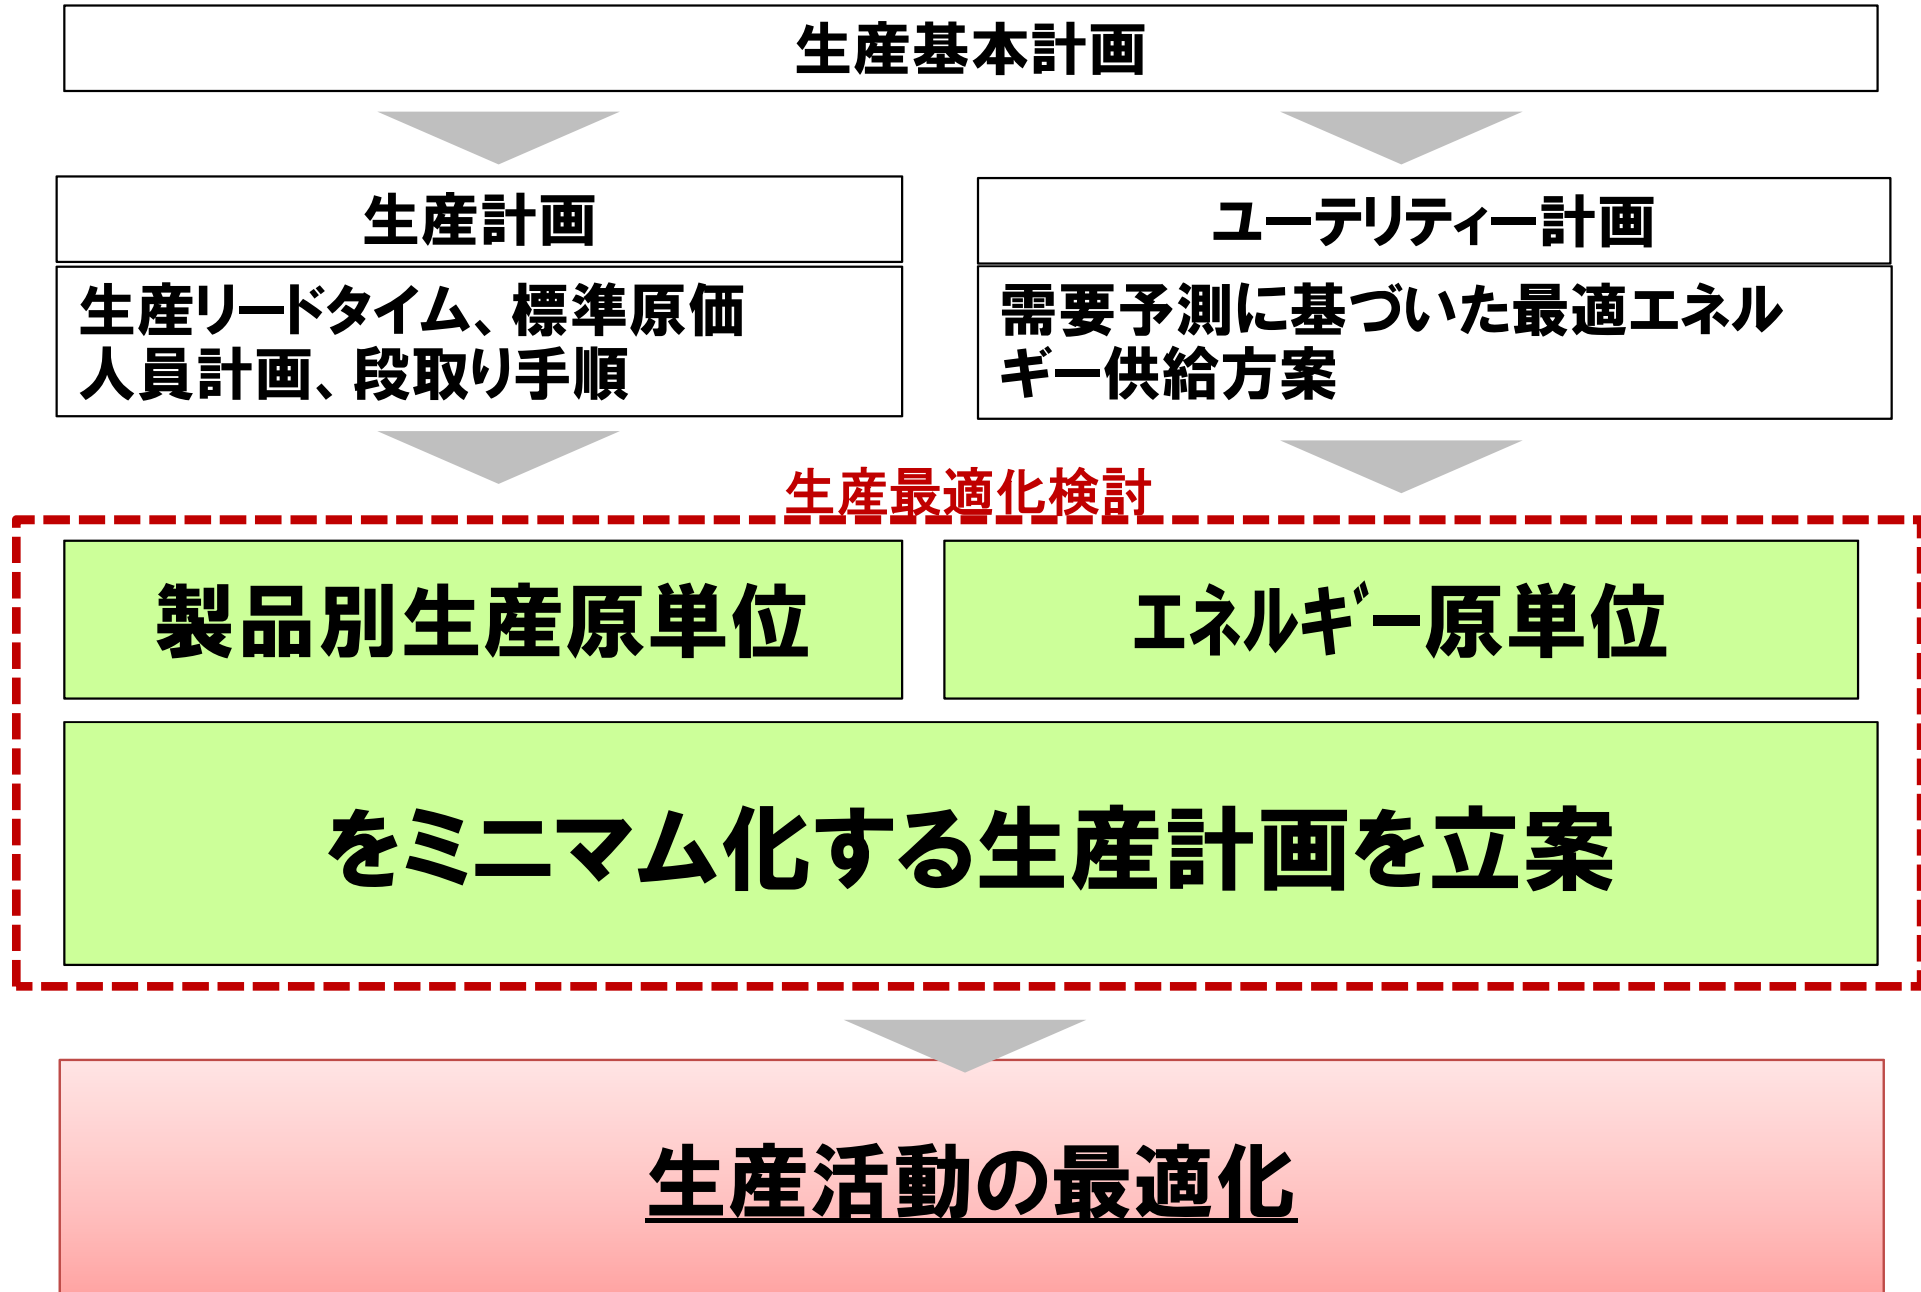 生産基本計画
生産計画
ユーテリティー計画
生産リードタイム、標準原価
人員計画、段取り手順
需要予測に基づいた最適エネル
ギー供給方案
生産最適化検討
製品別生産原単位
ｴﾈﾙｷﾞｰ原単位
をミニマム化する生産計画を立案
生産活動の最適化